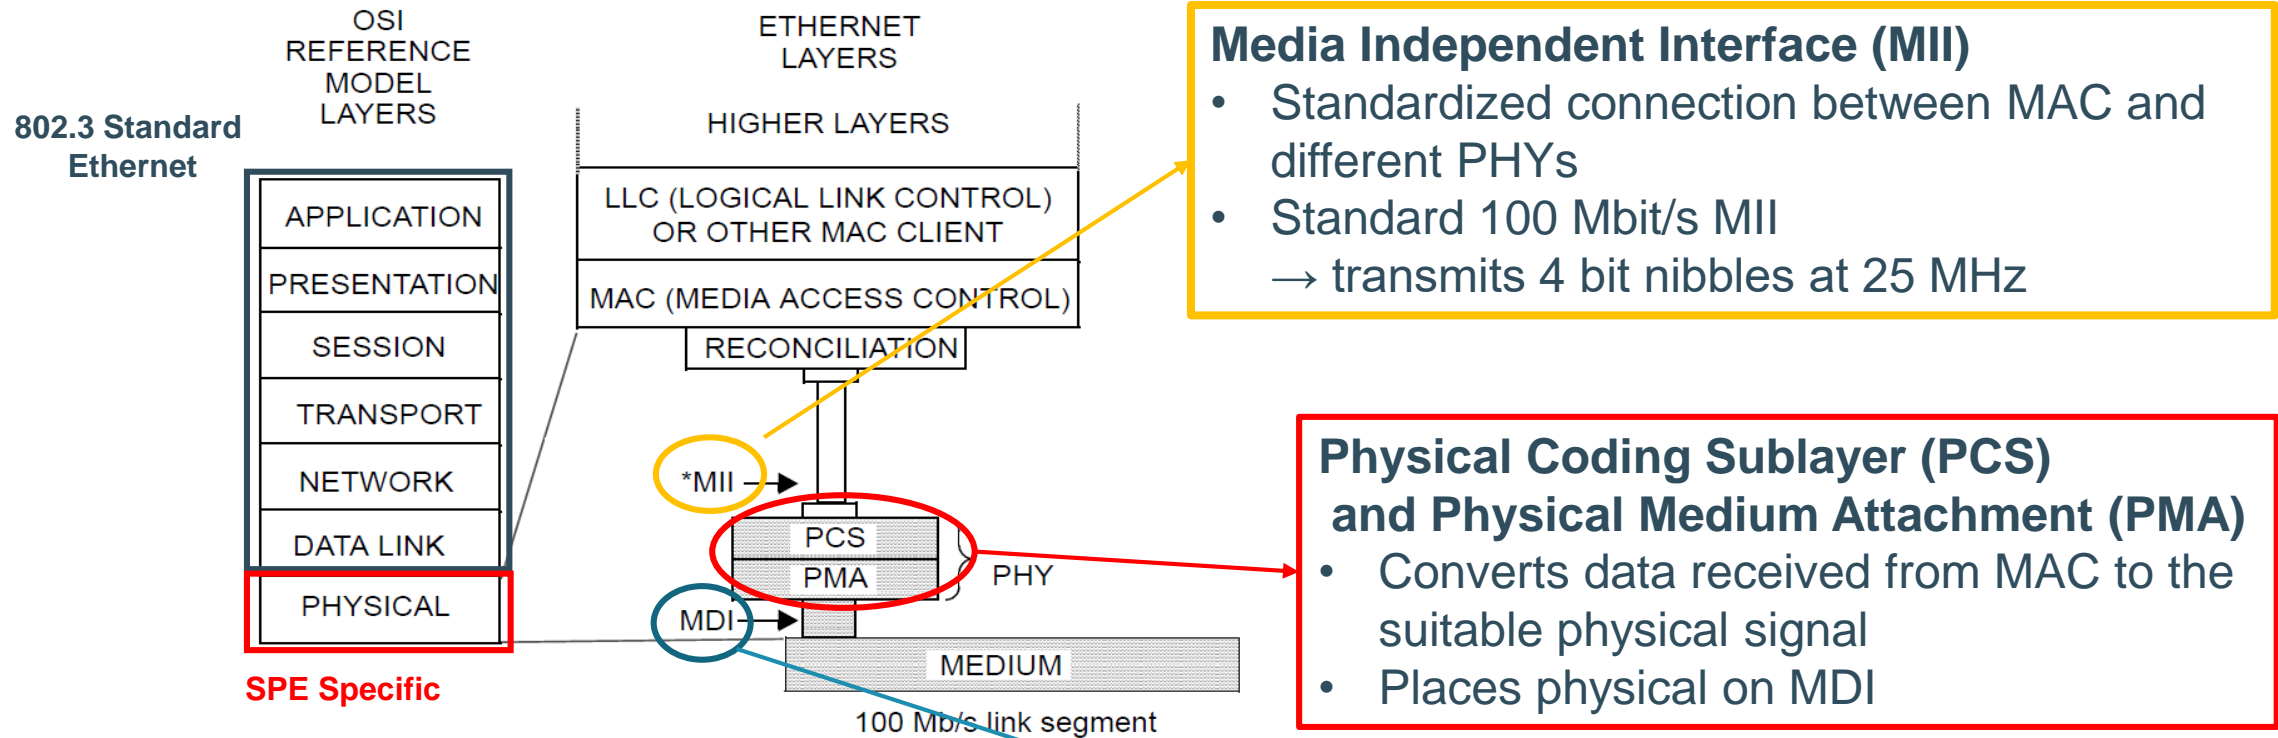 OSI
REFERENCE
MODEL
LAYERS
ETHERNET
LAYERS
802.3 Standard
Ethernet
HIGHER LAYERS
APPLICATION
PRESENTATION
SESSION
TRANSPORT
NETWORK
DATA LINK
PHYSICAL
SPE Specific
LLC (LOGICAL LINK CONTROL)
OR OTHER MAC CLIENT
MAC (MEDIA ACCESS CONTROL)
RECONCILIATION
*MII
PCS
PMA
PHY
MDI
MEDIUM
100 Mb/s link segment
Media Independent Interface (MII)
• Standardized connection between MAC and
different PHYs
• Standard 100 Mbit/s MII
→ transmits 4 bit nibbles at 25 MHz
Physical Coding Sublayer (PCS)
and Physical Medium Attachment (PMA)
• Converts data received from MAC to the
suitable physical signal
• Places physical on MDI